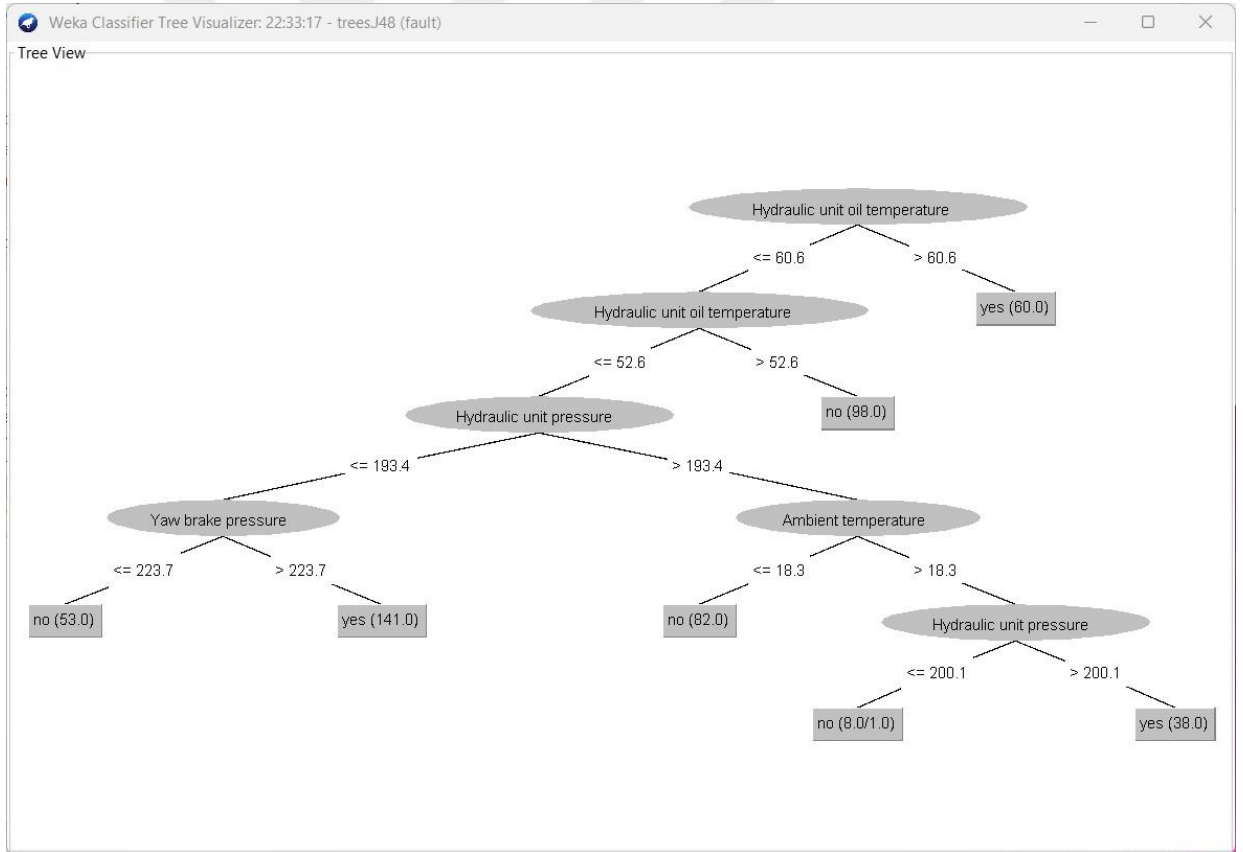 Weka Classifier Tree Visualizer: 22:33:17 - trees.J48 (fault)
Tree View
Hydraulic unit oil temperature
<= 60.6
> 60.6
Hydraulic unit oil temperature
yes (60.0)
<= 52.6
> 52.6
Hydraulic unit pressure
no (98.0)
<= 193.4
> 193.4
Yaw brake pressure
Ambient temperature
<= 223.7
> 223.7
<= 18.3
> 18.3
no (53.0)
yes (141.0)
no (82.0)
Hydraulic unit pressure
<= 200.1
> 200.1
no (8.0/1.0)
yes (38.0)